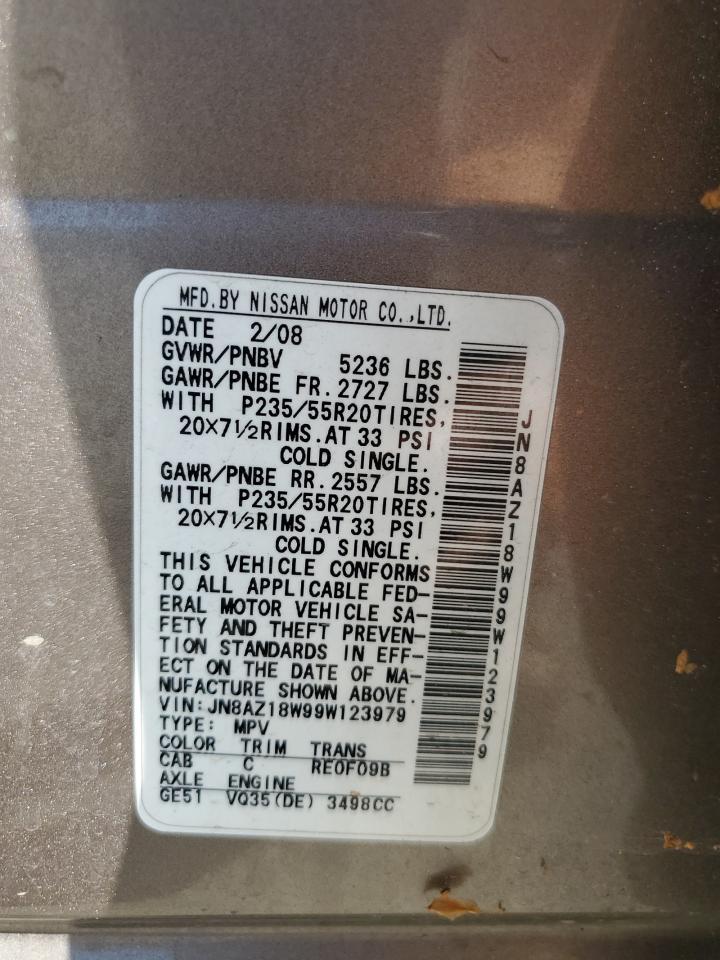 MFD.BY NISSAN MOTOR CO.,LTD.
DATE 2/08
GVWR/PNBV 5236 LBS.
GAWR/PNBE FR.2727 LBS.
WITH P235/55R20TIRES,
20×7½RIMS.AT 33 PSI
COLD SINGLE.
GAWR/PNBE RR.2557 LBS.
WITH P235/55R20TIRES,
20×7½RIMS.AT 33 PSI
COLD SINGLE.
THIS VEHICLE CONFORMS
TO ALL APPLICABLE FED-
ERAL MOTOR VEHICLE SA-
FETY AND THEFT PREVEN-
TION STANDARDS IN EFF-
ECT ON THE DATE OF MA-
NUFACTURE SHOWN ABOVE.
VIN:JN8AZ18W99W123979
TYPE: MPV
COLOR TRIM TRANS
CAB C RE0F09B
AXLE ENGINE
GE51 VQ35(DE) 3498CC
JN8AZ18W99W123979